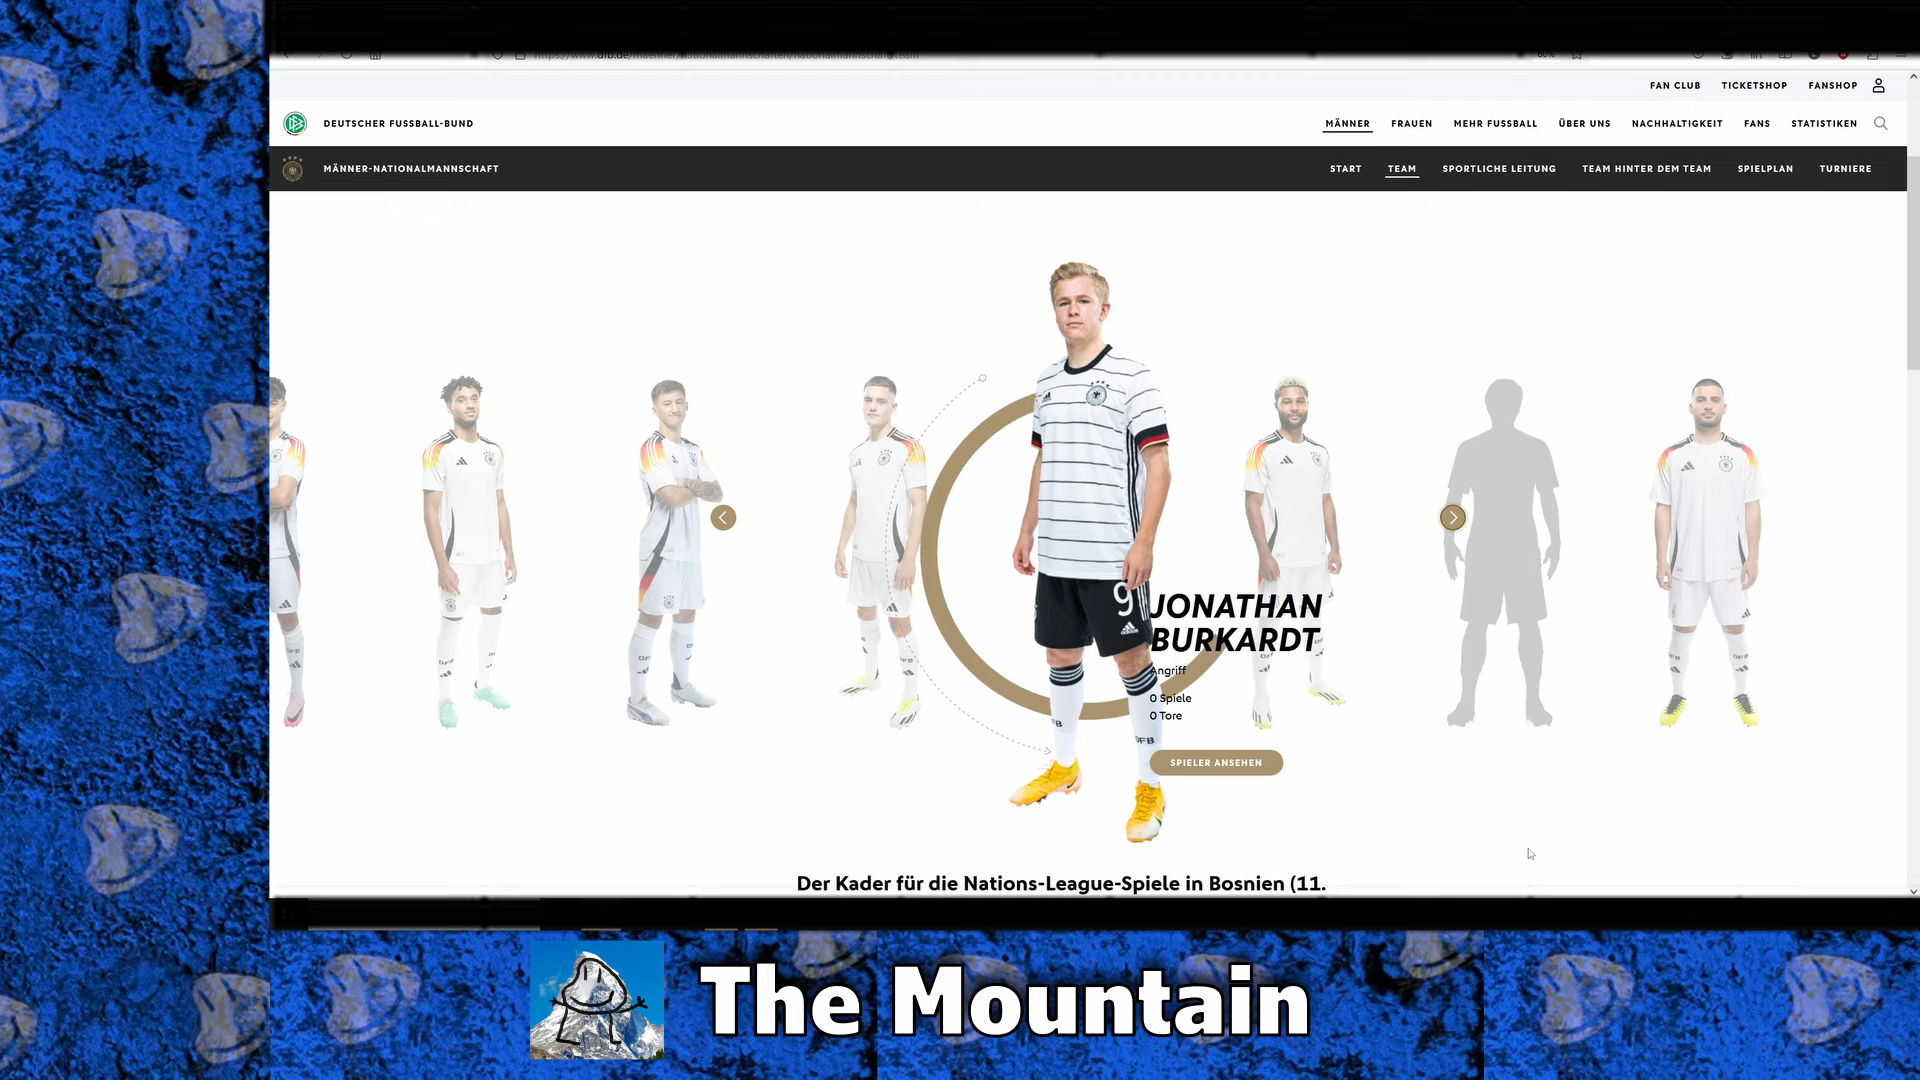 FAN CLUB TICKETSHOP FANSHOP
DEUTSCHER FUSSBALL-BUND MÄNNER FRAUEN MEHR FUSSBALL ÜBER UNS NACHHALTIGKEIT FANS STATISTIKEN
MÄNNER-NATIONALMANNSCHAFT START TEAM SPORTLICHE LEITUNG TEAM HINTER DEM TEAM SPIELPLAN TURNIERE
9
adidas
JONATHAN
BURKARDT
Angriff
0 Spiele
0 Tore
DFB
SPIELER ANSEHEN
Der Kader für die Nations-League-Spiele in Bosnien (11.
The Mountain